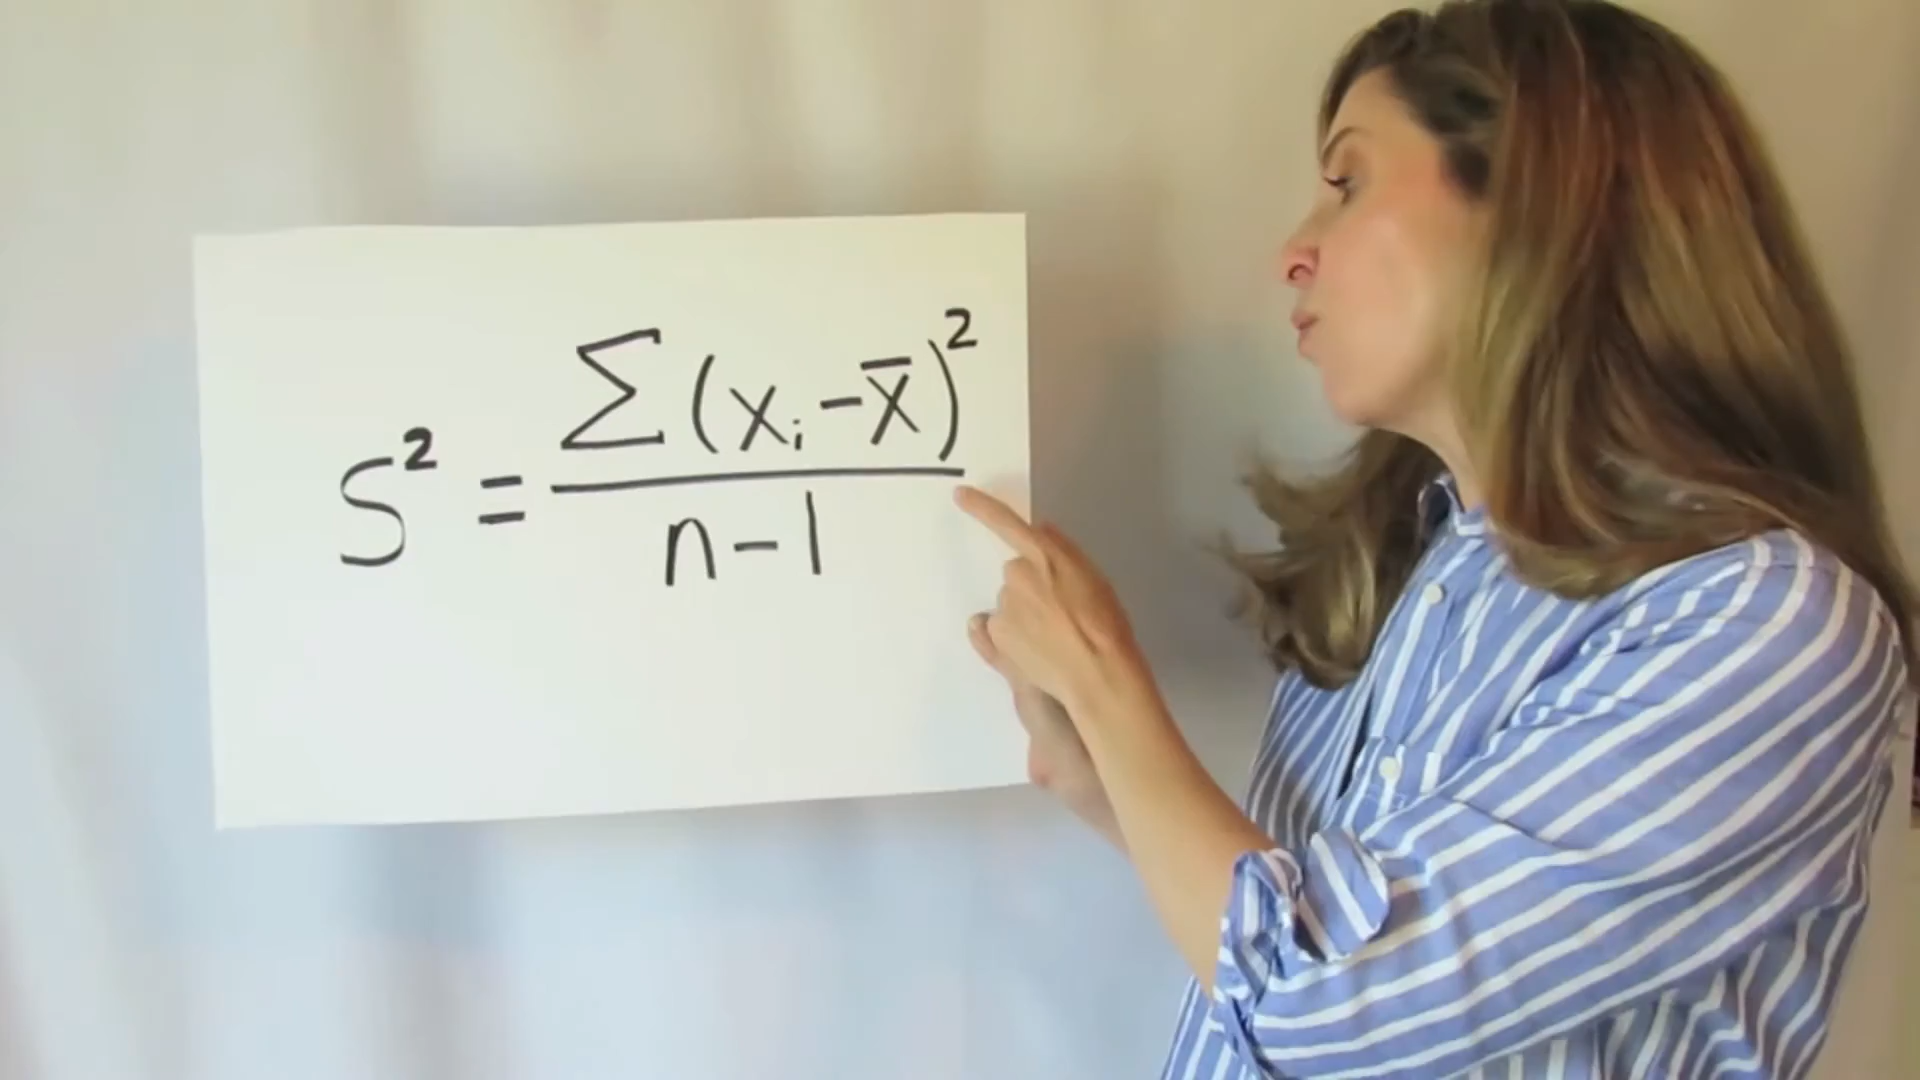 S² = Σ(xᵢ - x̄)² / n - 1